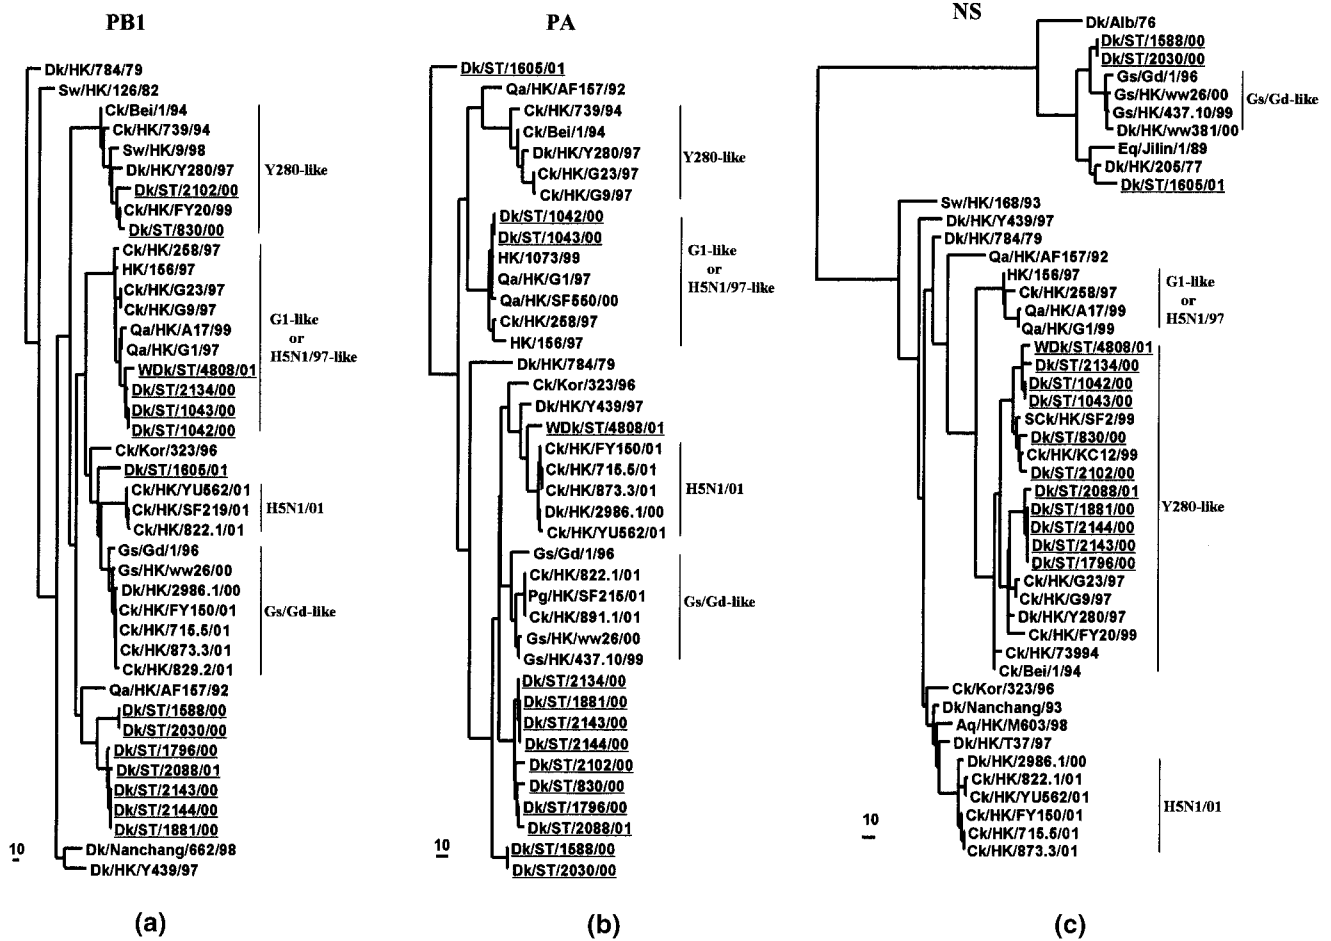 PB1
Dk/HK/784/79
Sw/HK/126/82
Ck/Bei/1/94
Ck/HK/739/94
Sw/HK/9/98
Dk/HK/Y280/97
Dk/ST/2102/00
Ck/HK/FY20/99
Dk/ST/830/00
Y280-like
Ck/HK/258/97
HK/156/97
Ck/HK/G23/97
Ck/HK/G9/97
Qa/HK/A17/99
Qa/HK/G1/97
WDk/ST/4808/01
Dk/ST/2134/00
Dk/ST/1043/00
Dk/ST/1042/00
G1-like
or
H5N1/97-like
Ck/Kor/323/96
Dk/ST/1605/01
Ck/HK/YU562/01
Ck/HK/SF219/01
Ck/HK/822.1/01
H5N1/01
Gs/Gd/1/96
Gs/HK/ww26/00
Dk/HK/2986.1/00
Ck/HK/FY150/01
Ck/HK/715.5/01
Ck/HK/873.3/01
Ck/HK/829.2/01
Gs/Gd-like
Qa/HK/AF157/92
Dk/ST/1588/00
Dk/ST/2030/00
Dk/ST/1796/00
Dk/ST/2088/01
Dk/ST/2143/00
Dk/ST/2144/00
Dk/ST/1881/00
Dk/Nanchang/662/98
Dk/HK/Y439/97
10
(a)
PA
Dk/ST/1605/01
Qa/HK/AF157/92
Ck/HK/739/94
Ck/Bei/1/94
Dk/HK/Y280/97
Ck/HK/G23/97
Ck/HK/G9/97
Y280-like
Dk/ST/1042/00
Dk/ST/1043/00
HK/1073/99
Qa/HK/G1/97
Qa/HK/SF550/00
Ck/HK/258/97
HK/156/97
G1-like
or
H5N1/97-like
Dk/HK/784/79
Ck/Kor/323/96
Dk/HK/Y439/97
WDk/ST/4808/01
Ck/HK/FY150/01
Ck/HK/715.5/01
Ck/HK/873.3/01
Dk/HK/2986.1/00
Ck/HK/YU562/01
H5N1/01
Gs/Gd/1/96
Ck/HK/822.1/01
Pg/HK/SF215/01
Ck/HK/891.1/01
Gs/HK/ww26/00
Gs/HK/437.10/99
Gs/Gd-like
Dk/ST/2134/00
Dk/ST/1881/00
Dk/ST/2143/00
Dk/ST/2144/00
Dk/ST/2102/00
Dk/ST/830/00
Dk/ST/1796/00
Dk/ST/2088/01
Dk/ST/1588/00
Dk/ST/2030/00
10
(b)
NS
Dk/Alb/76
Dk/ST/1588/00
Dk/ST/2030/00
Gs/Gd/1/96
Gs/HK/ww26/00
Gs/HK/437.10/99
Dk/HK/ww381/00
Gs/Gd-like
Eq/Jilin/1/89
Dk/HK/205/77
Dk/ST/1605/01
Sw/HK/168/93
Dk/HK/Y439/97
Dk/HK/784/79
Qa/HK/AF157/92
HK/156/97
Ck/HK/258/97
Qa/HK/A17/99
Qa/HK/G1/99
G1-like
or
H5N1/97
WDk/ST/4808/01
Dk/ST/2134/00
Dk/ST/1042/00
Dk/ST/1043/00
SCk/HK/SF2/99
Dk/ST/830/00
Ck/HK/KC12/99
Dk/ST/2102/00
Dk/ST/2088/01
Dk/ST/1881/00
Dk/ST/2144/00
Dk/ST/2143/00
Dk/ST/1796/00
Ck/HK/G23/97
Ck/HK/G9/97
Dk/HK/Y280/97
Ck/HK/FY20/99
Ck/HK/73994
Ck/Bei/1/94
Y280-like
Ck/Kor/323/96
Dk/Nanchang/93
Aq/HK/M603/98
Dk/HK/T37/97
Dk/HK/2986.1/00
Ck/HK/822.1/01
Ck/HK/YU562/01
Ck/HK/FY150/01
Ck/HK/715.5/01
Ck/HK/873.3/01
H5N1/01
10
(c)